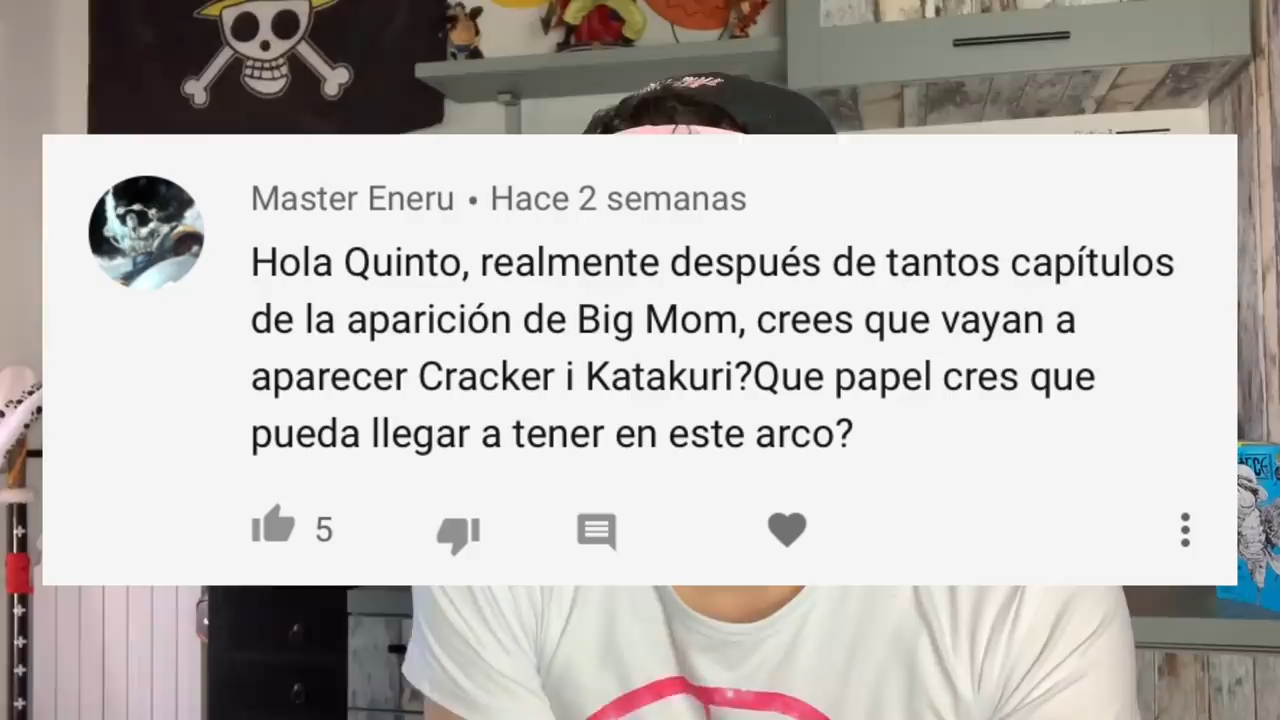 Master Eneru • Hace 2 semanas
Hola Quinto, realmente después de tantos capítulos
de la aparición de Big Mom, crees que vayan a
aparecer Cracker i Katakuri?Que papel cres que
pueda llegar a tener en este arco?
5